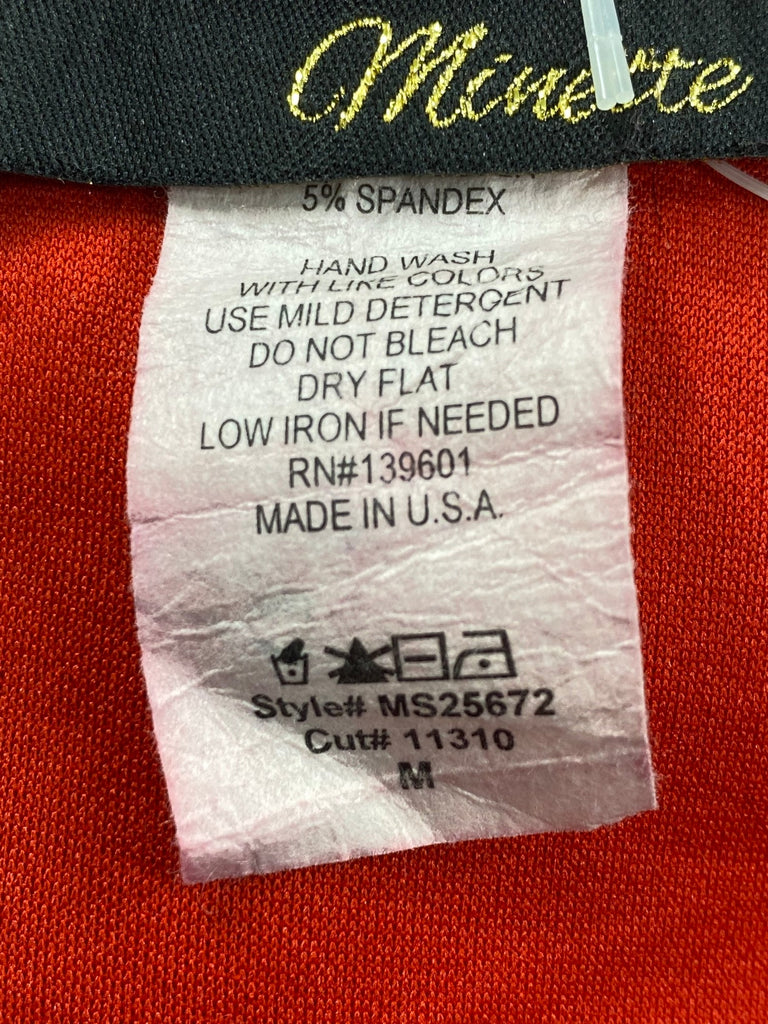 Minette
5% SPANDEX
HAND WASH
WITH LIKE COLORS
USE MILD DETERGENT
DO NOT BLEACH
DRY FLAT
LOW IRON IF NEEDED
RN#139601
MADE IN U.S.A.
Style# MS25672
Cut# 11310
M